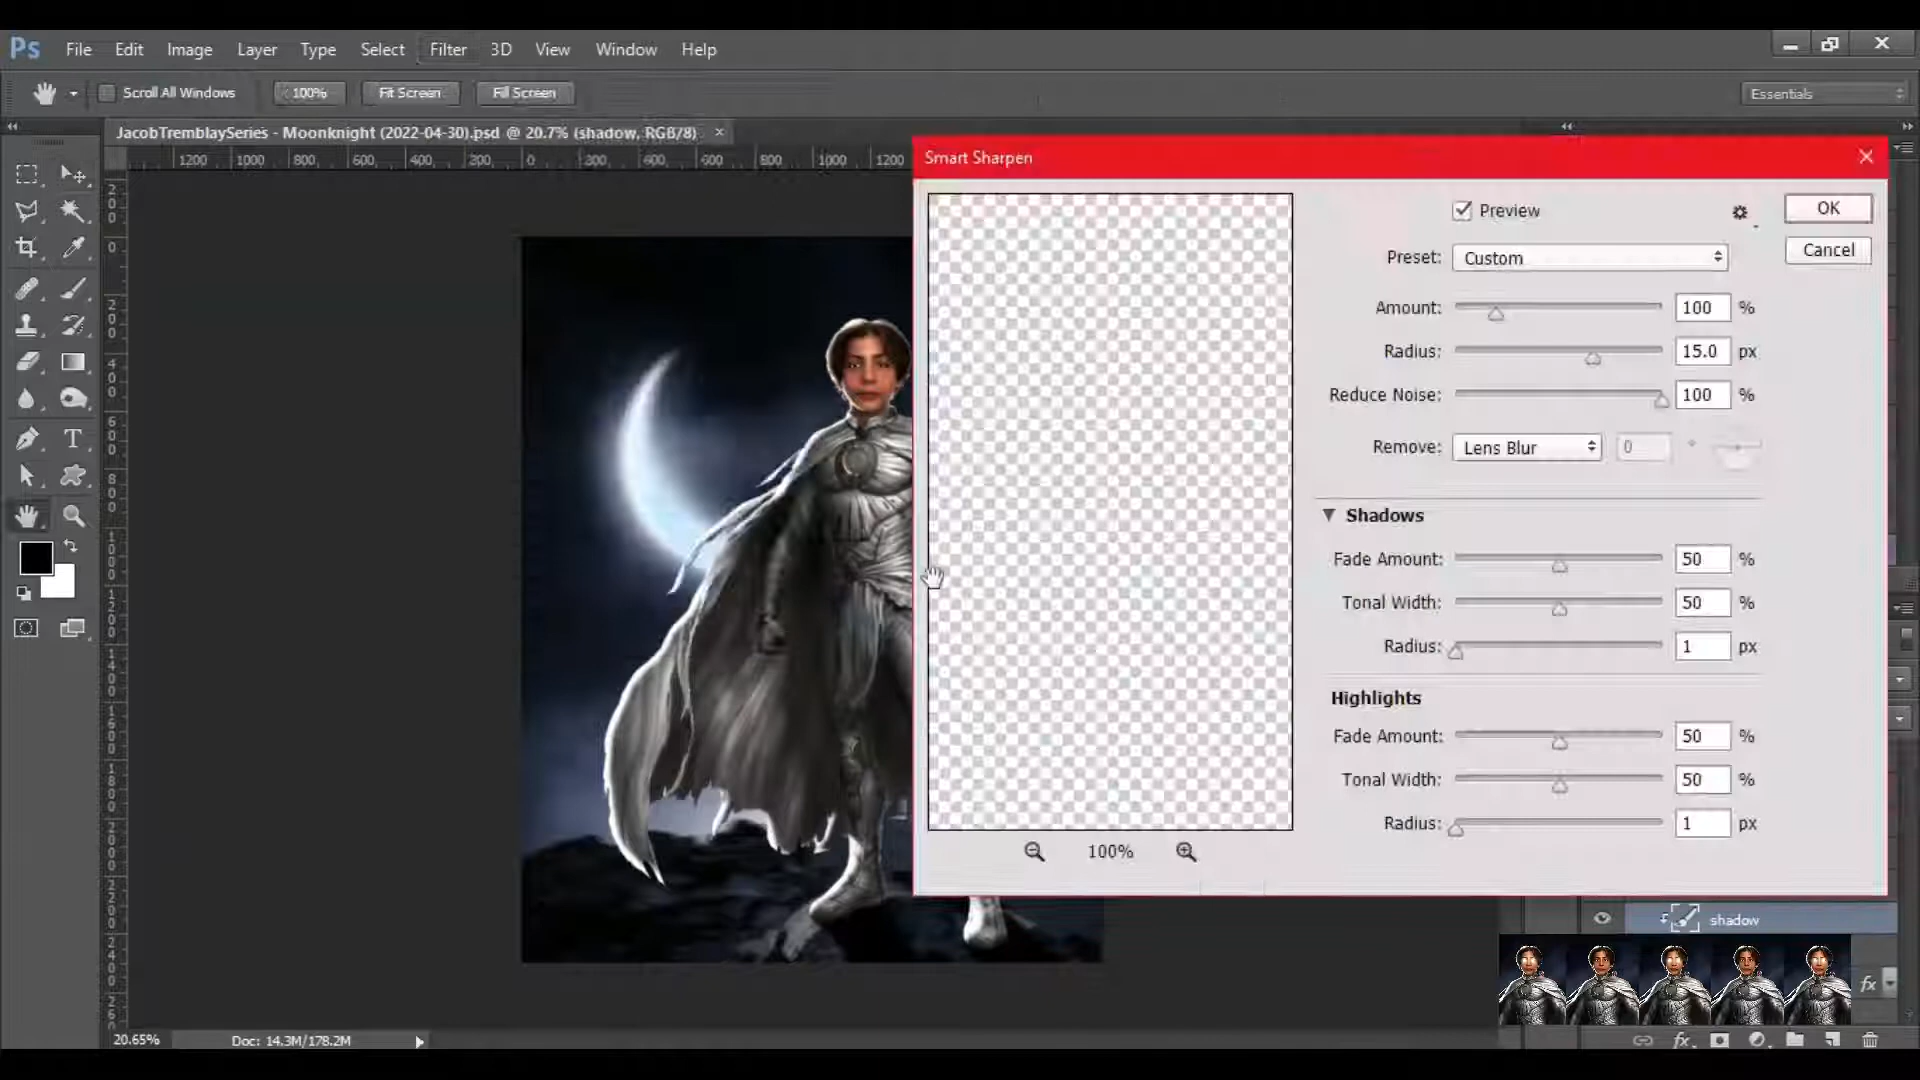 Ps File Edit Image Layer Type Select Filter 3D View Window Help
Scroll All Windows 100% Fit Screen Fill Screen Essentials
JacobTremblaySeries - Moonknight (2022-04-30).psd @ 20.7% (shadow, RGB/8) ×
1200 1000 800 600 400 200 0 200 400 600 800 1000 1200
Smart Sharpen
Preview
OK
Preset: Custom
Cancel
Amount: 100 %
Radius: 15.0 px
Reduce Noise: 100 %
Remove: Lens Blur 0 °
Shadows
Fade Amount: 50 %
Tonal Width: 50 %
Radius: 1 px
Highlights
Fade Amount: 50 %
Tonal Width: 50 %
Radius: 1 px
100%
T
shadow
fx
20.65% Doc: 14.3M/178.2M
fx